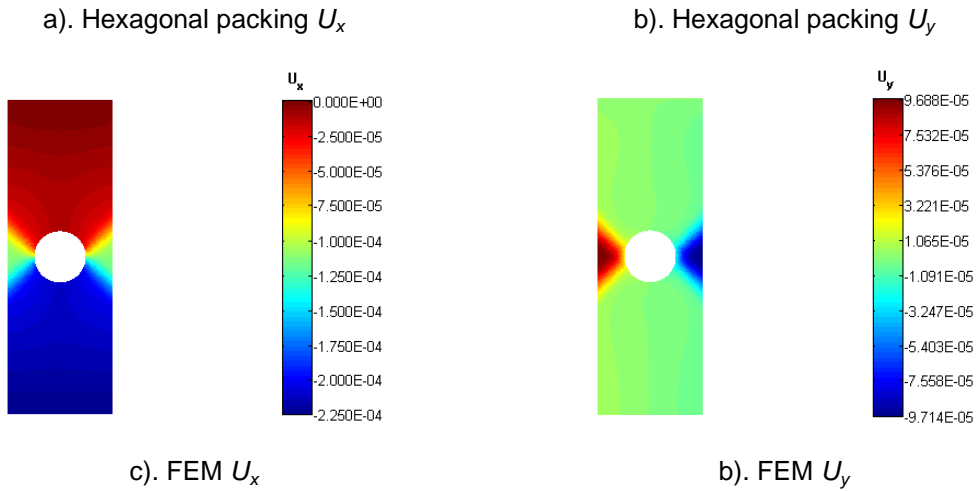 a). Hexagonal packing Ux
b). Hexagonal packing Uy
U_x
0.000E+00
-2.500E-05
-5.000E-05
-7.500E-05
-1.000E-04
-1.250E-04
-1.500E-04
-1.750E-04
-2.000E-04
-2.250E-04
U_y
9.688E-05
7.532E-05
5.376E-05
3.221E-05
1.065E-05
-1.091E-05
-3.247E-05
-5.403E-05
-7.558E-05
-9.714E-05
c). FEM Ux
b). FEM Uy